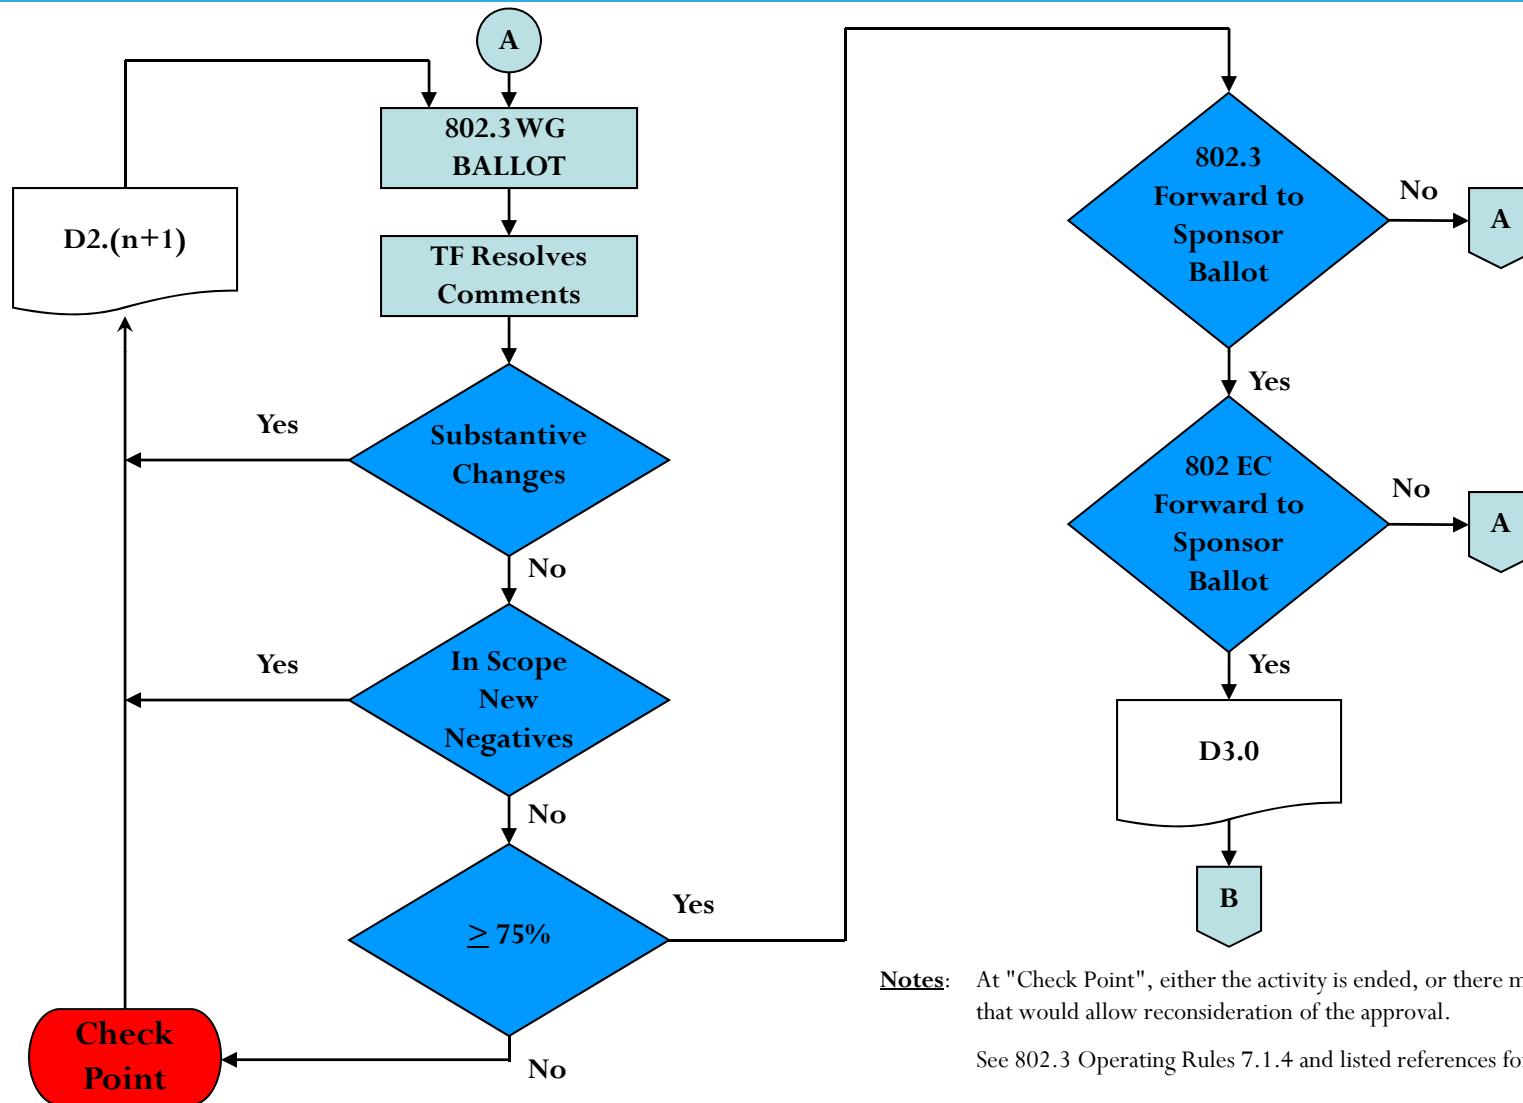 A
802.3 WG
BALLOT
D2.(n+1)
TF Resolves
Comments
Yes
Substantive
Changes
No
Yes
In Scope
New
Negatives
No
≥ 75%
Yes
No
Check
Point
802.3
Forward to
Sponsor
Ballot
No
A
Yes
802 EC
Forward to
Sponsor
Ballot
No
A
Yes
D3.0
B
Notes: At "Check Point", either the activity is ended, or there
that would allow reconsideration of the approval.
See 802.3 Operating Rules 7.1.4 and listed references